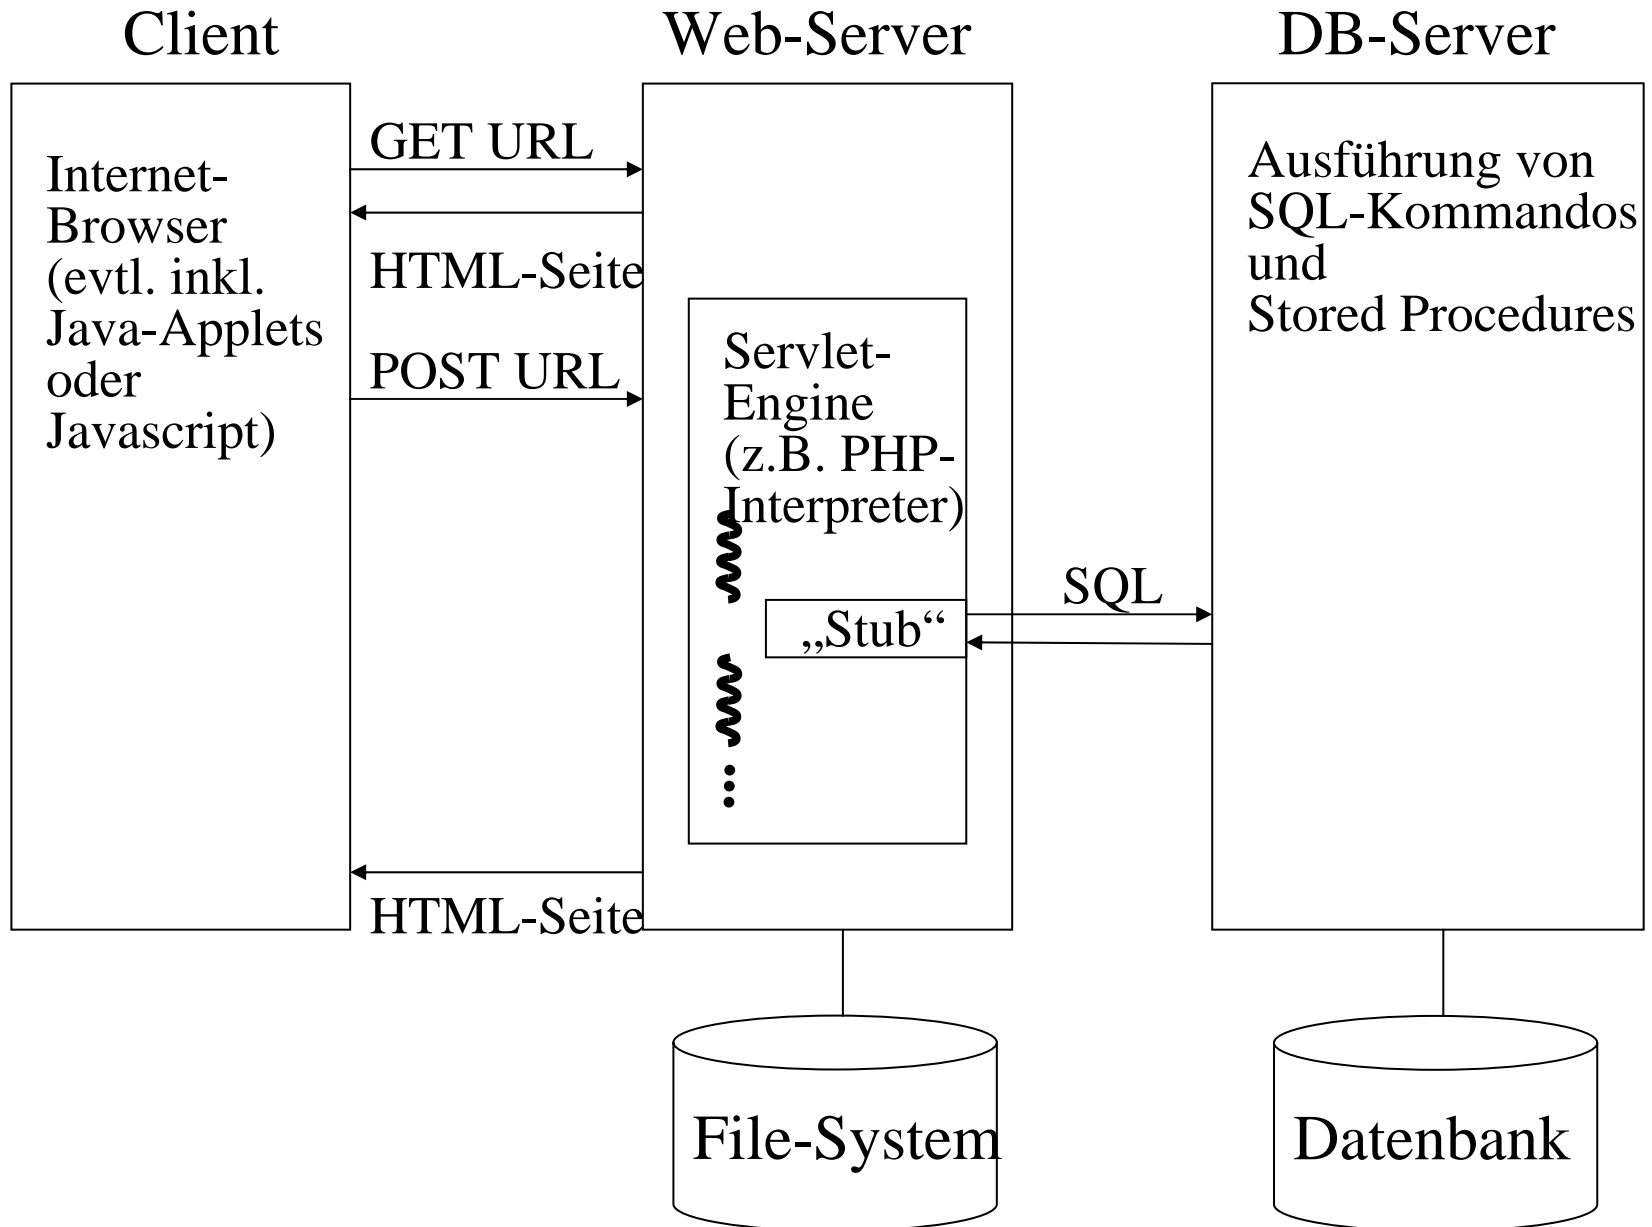 Client
Web-Server
DB-Server
Internet-
Browser
(evtl. inkl.
Java-Applets
oder
Javascript)
GET URL
HTML-Seite
POST URL
HTML-Seite
Servlet-
Engine
(z.B. PHP-
Interpreter)
„Stub“
...
SQL
Ausführung von
SQL-Kommandos
und
Stored Procedures
File-System
Datenbank